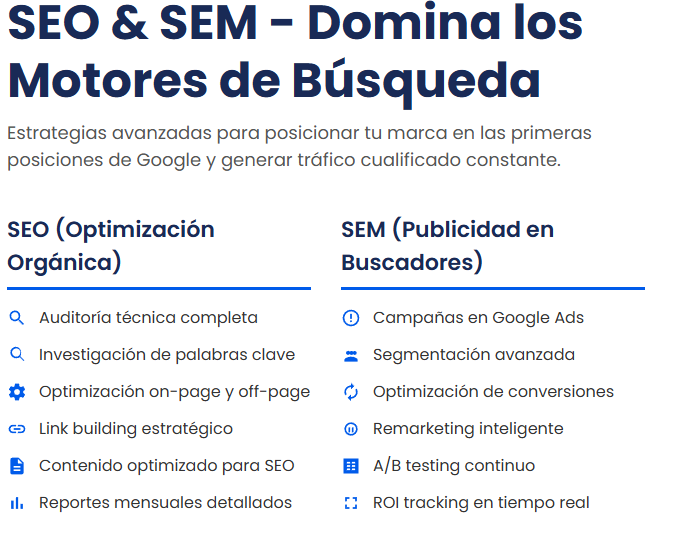 SEO & SEM - Domina los
Motores de Búsqueda
Estrategias avanzadas para posicionar tu marca en las primeras
posiciones de Google y generar tráfico cualificado constante.
SEO (Optimización
Orgánica)
Auditoría técnica completa
Investigación de palabras clave
Optimización on-page y off-page
Link building estratégico
Contenido optimizado para SEO
Reportes mensuales detallados
SEM (Publicidad en
Buscadores)
Campañas en Google Ads
Segmentación avanzada
Optimización de conversiones
Remarketing inteligente
A/B testing continuo
ROI tracking en tiempo real